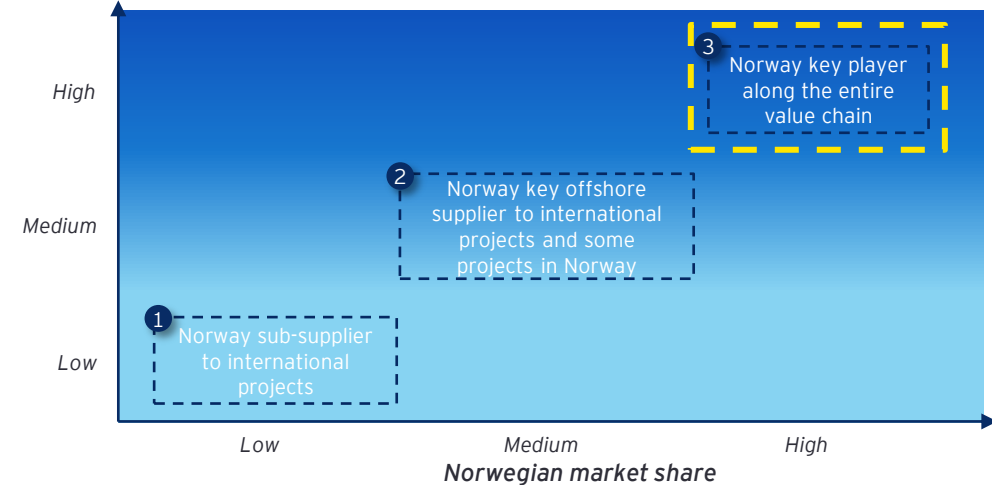 High
3
Norway key player
along the entire
value chain
2
Norway key offshore
supplier to international
projects and some
projects in Norway
Medium
1
Norway sub-supplier
to international
projects
Low
Low
Medium
High
Norwegian market share